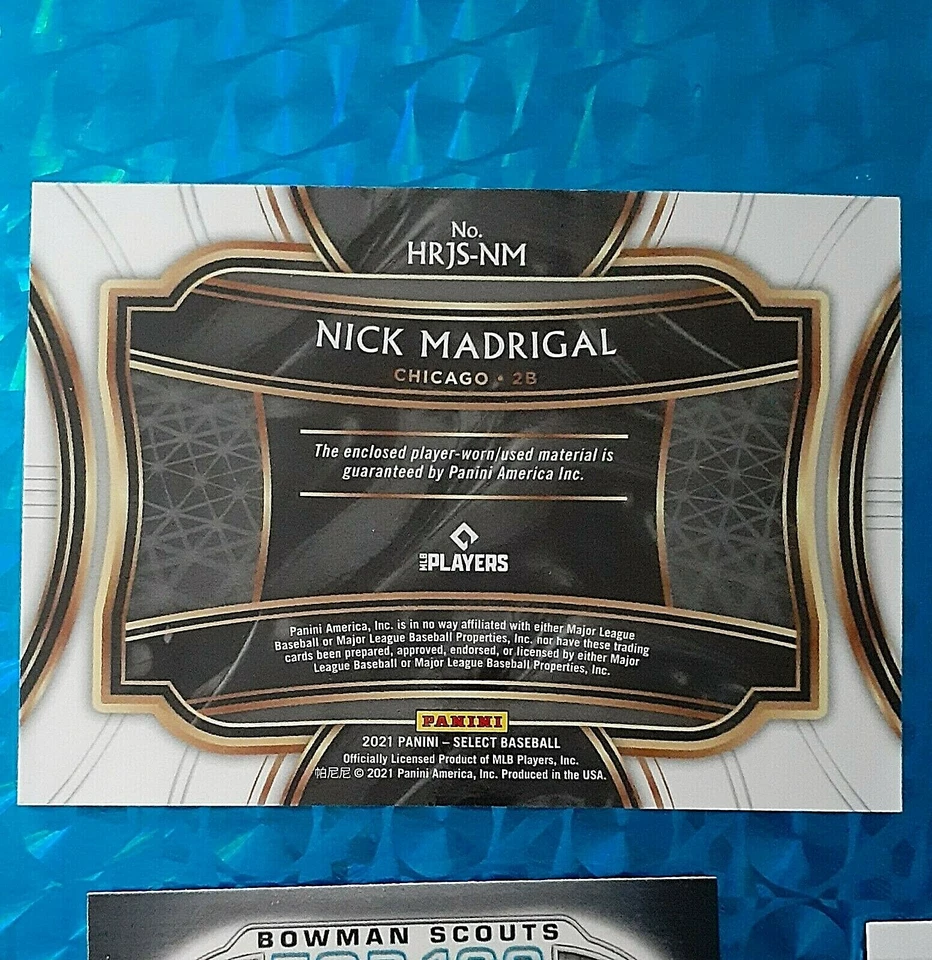 No.
HRJS-NM
NICK MADRIGAL
CHICAGO • 2B
The enclosed player-worn/used material is
guaranteed by Panini America Inc.
MLB PLAYERS
Panini America, Inc. is in no way affiliated with either Major League
Baseball or Major League Baseball Properties, Inc. nor have these trading
cards been prepared, approved, endorsed, or licensed by either Major
League Baseball or Major League Baseball Properties, Inc.
PANINI
2021 PANINI – SELECT BASEBALL
Officially Licensed Product of MLB Players, Inc.
帕尼尼 © 2021 Panini America, Inc. Produced in the USA.
BOWMAN SCOUTS
TOP 100